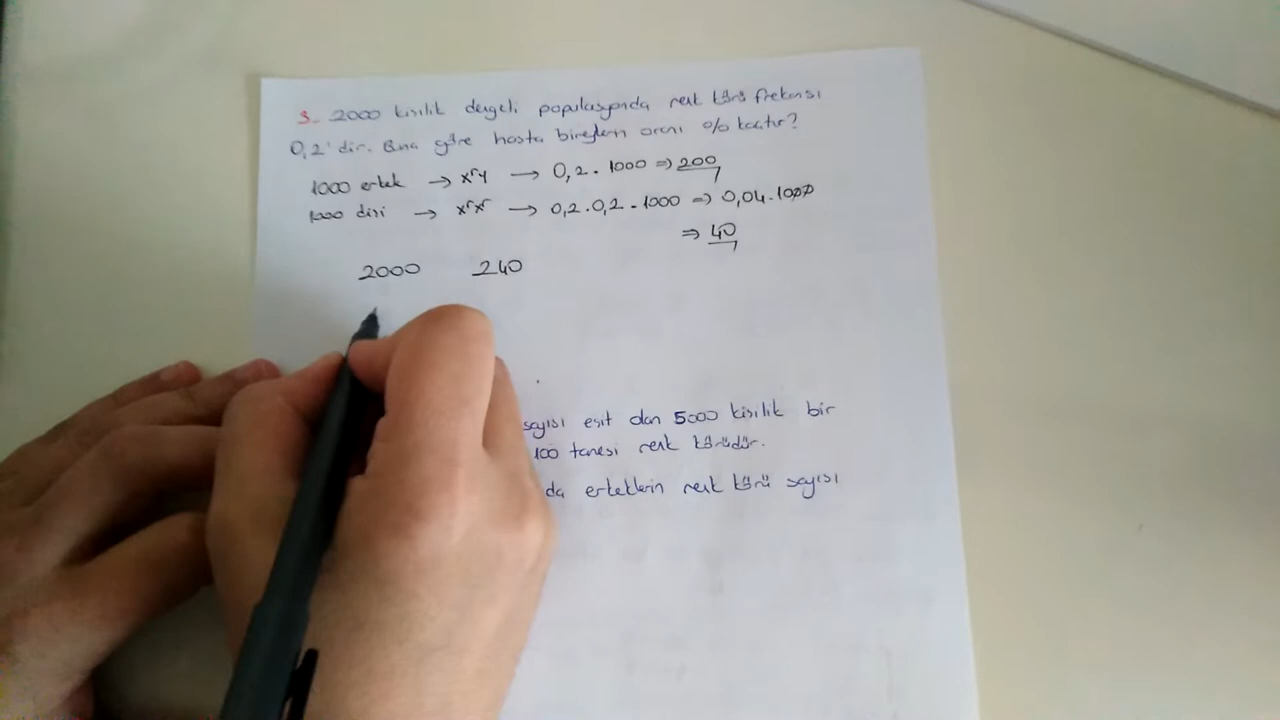 3- 2000 kişilik dengeli populasyonda renk körü frekansı
0,2' dir. Buna göre hasta bireylerin oranı % kaçtır?
1000 erkek → XʳY → 0,2 . 1000 ⇒ 200
1000 dişi → XʳXʳ → 0,2 . 0,2 . 1000 ⇒ 0,04 . 1000
⇒ 40
2000 240
sayısı eşit olan 5000 kişilik bir
100 tanesi renk körüdür.
da erkeklerin renk körü sayısı